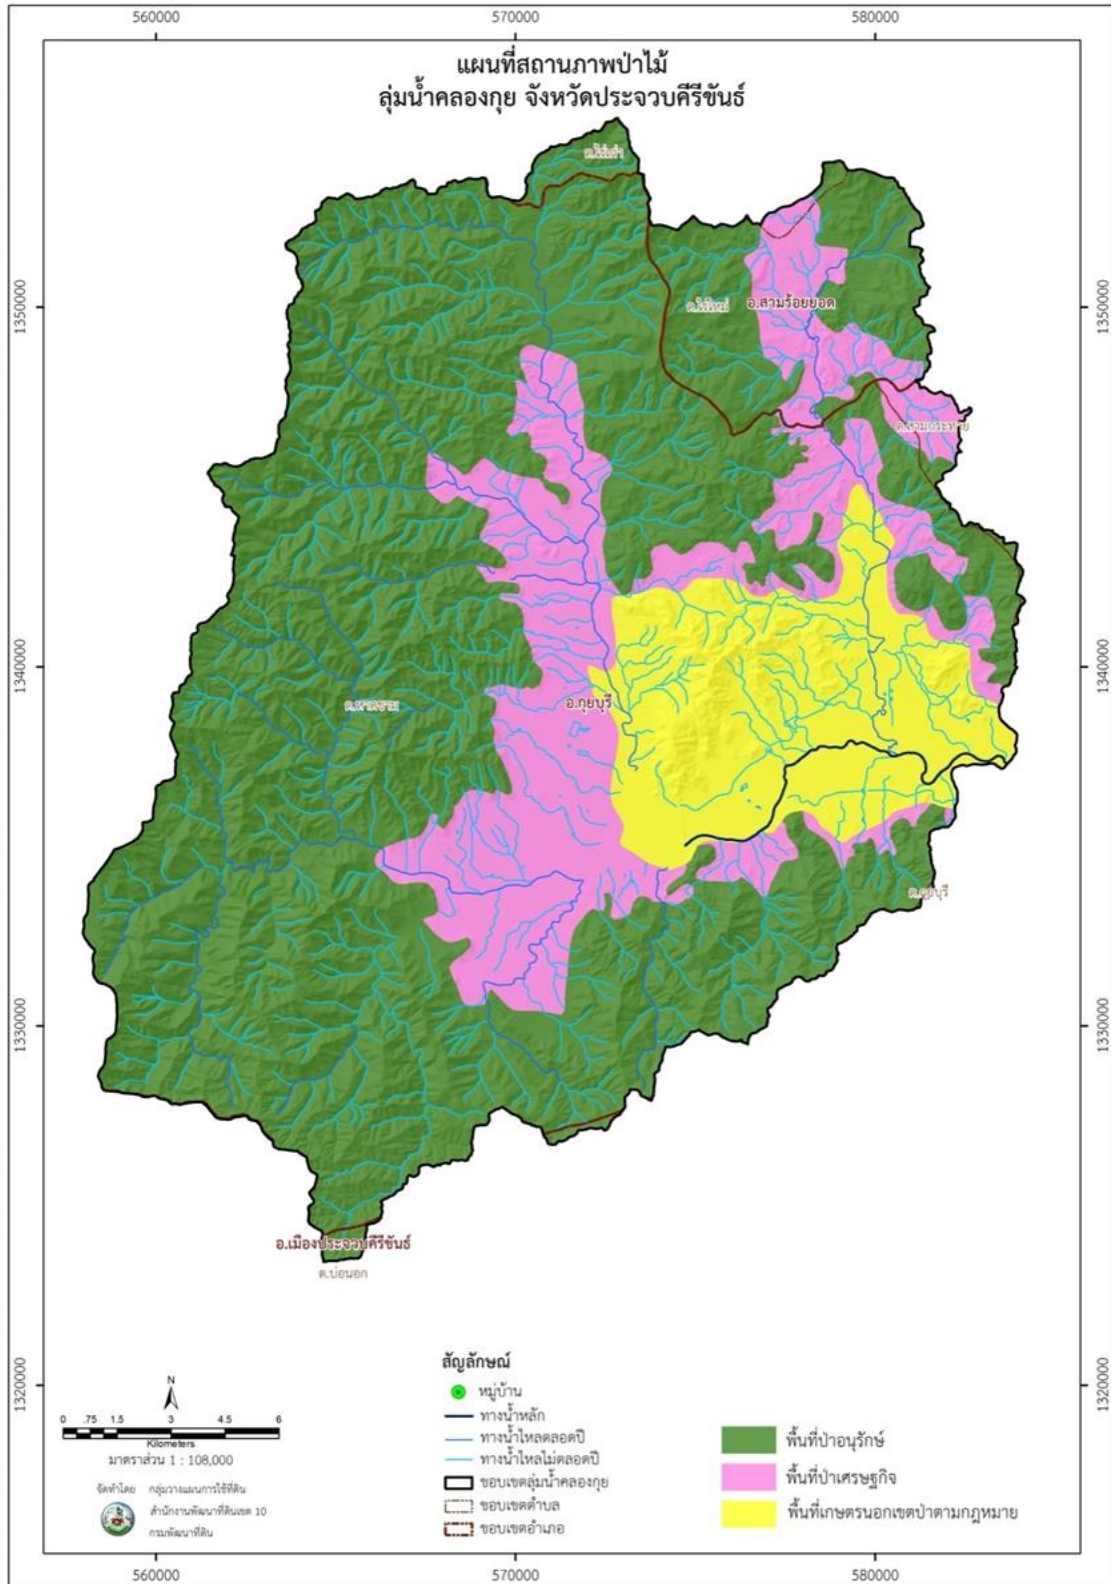 560000
570000
580000
แผนที่สถานภาพป่าไม้
ลุ่มน้ำคลองกุย จังหวัดประจวบคีรีขันธ์
ต.ไร่เก่า
1350000
ต.ไร่ใหม่
อ.สามร้อยยอด
1350000
ต.สามกระทาย
1340000
1340000
ต.หาดขาม
อ.กุยบุรี
ต.กุยบุรี
1330000
1330000
อ.เมืองประจวบคีรีขันธ์
ต.บ่อนอก
1320000
1320000
N
0 .75 1.5 3 4.5 6
Kilometers
มาตราส่วน 1 : 108,000
จัดทำโดย กลุ่มวางแผนการใช้ที่ดิน
สำนักงานพัฒนาที่ดินเขต 10
กรมพัฒนาที่ดิน
สัญลักษณ์
หมู่บ้าน
ทางน้ำหลัก
ทางน้ำไหลตลอดปี
ทางน้ำไหลไม่ตลอดปี
ขอบเขตลุ่มน้ำคลองกุย
ขอบเขตตำบล
ขอบเขตอำเภอ
พื้นที่ป่าอนุรักษ์
พื้นที่ป่าเศรษฐกิจ
พื้นที่เกษตรนอกเขตป่าตามกฎหมาย
560000
570000
580000